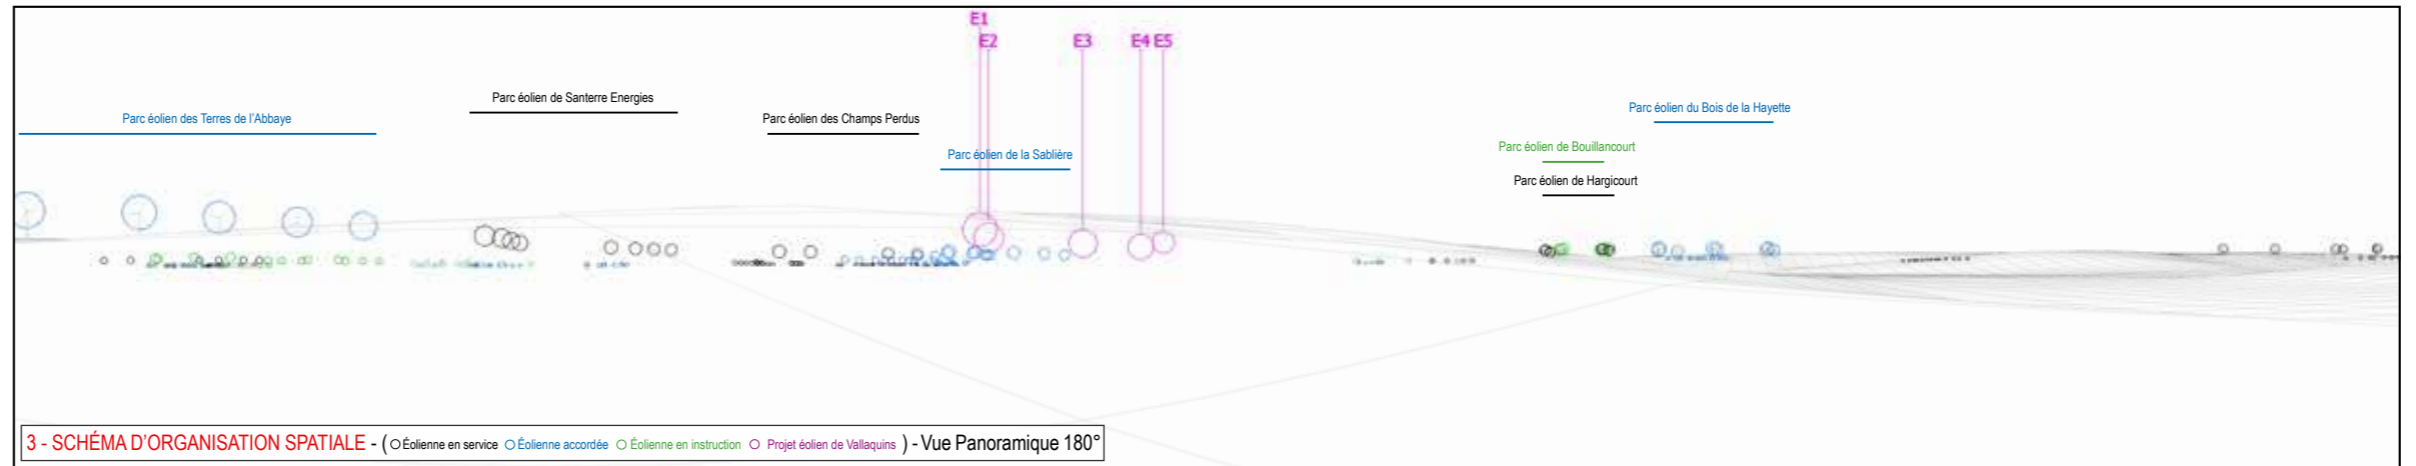 E1
E2
E3
E4 E5
Parc éolien des Terres de l'Abbaye
Parc éolien de Santerre Energies
Parc éolien des Champs Perdus
Parc éolien de la Sablière
Parc éolien du Bois de la Hayette
Parc éolien de Bouillancourt
Parc éolien de Hargicourt
3 - SCHÉMA D'ORGANISATION SPATIALE - ( Éolienne en service Éolienne accordée Éolienne en instruction Projet éolien de Vallaquins ) - Vue Panoramique 180°